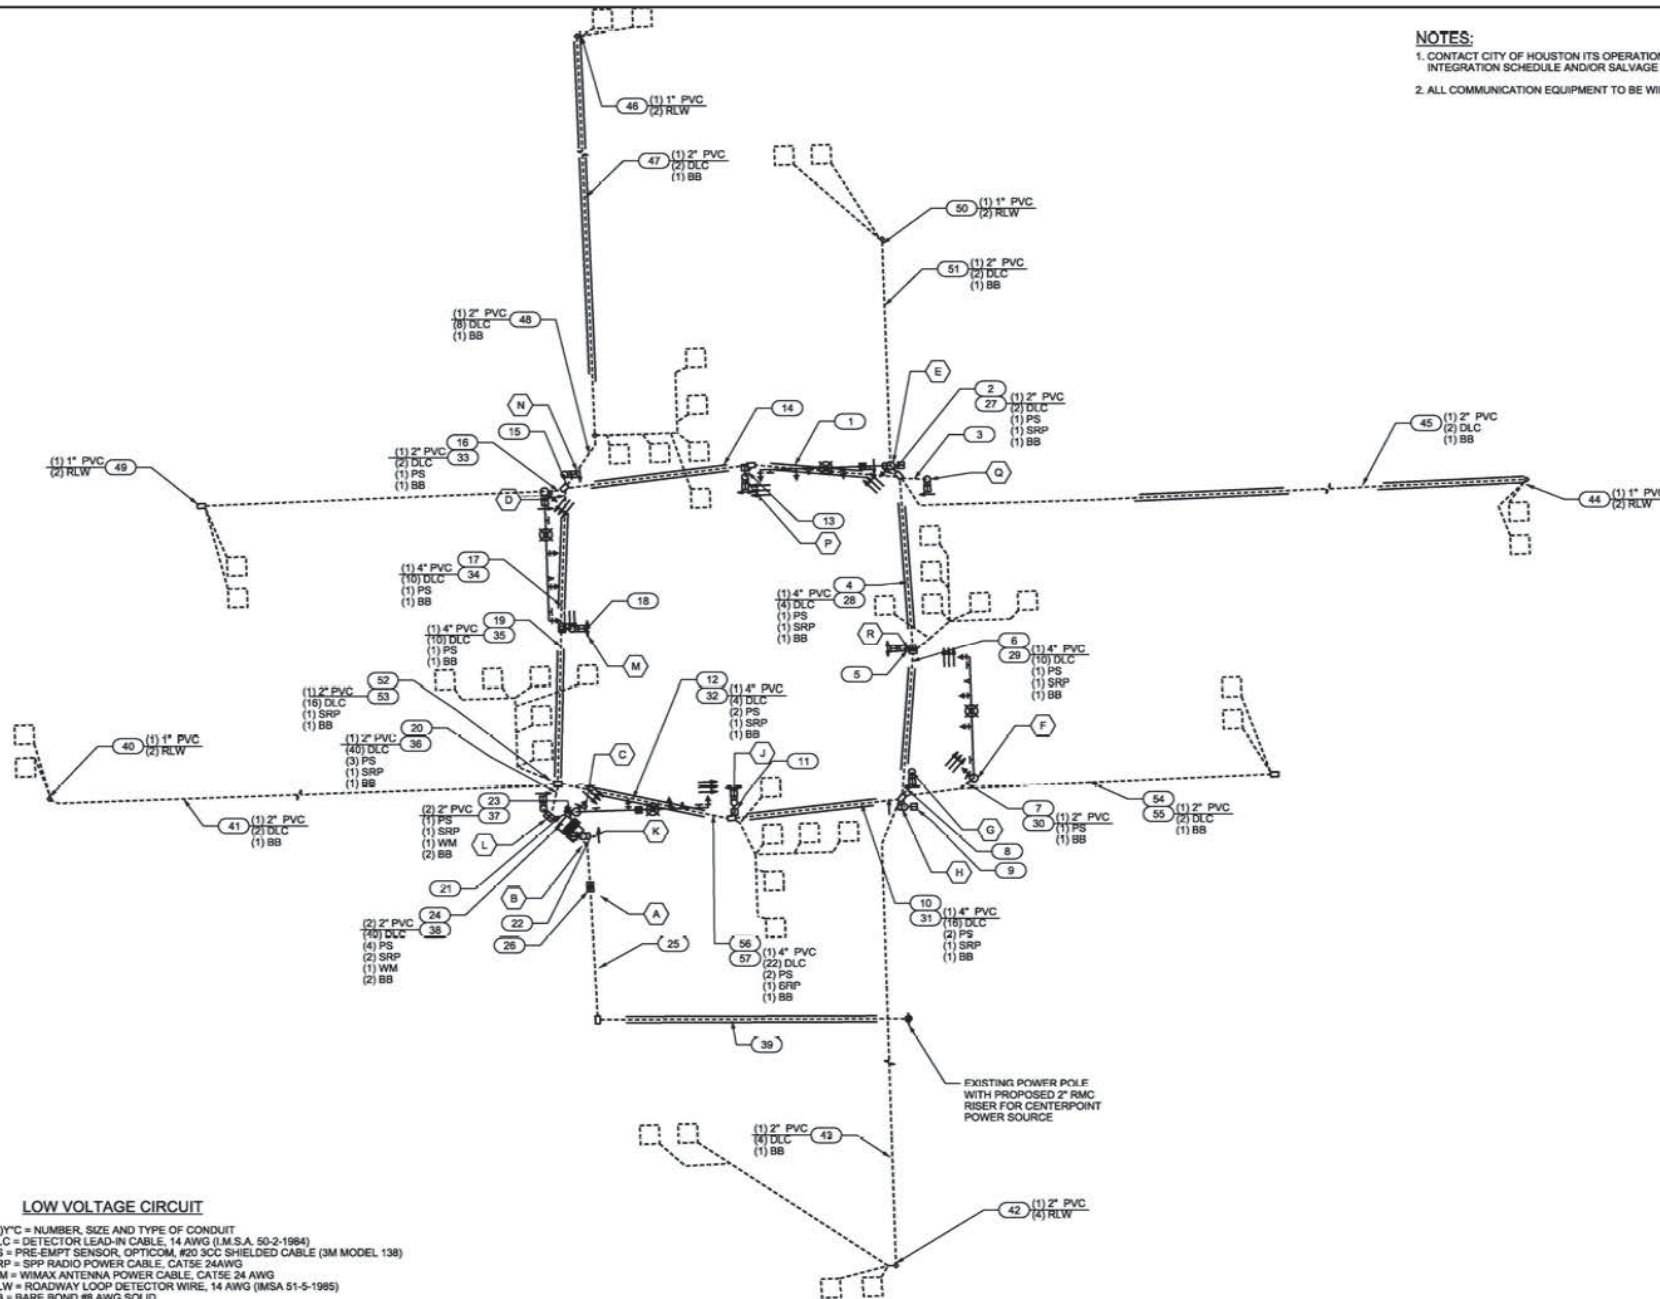 NOTES:
1. CONTACT CITY OF HOUSTON ITS OPERATION
INTEGRATION SCHEDULE AND/OR SALVAGE
2. ALL COMMUNICATION EQUIPMENT TO BE
46 (1) 1" PVC
(2) RLW
47 (1) 2" PVC
(2) DLC
(1) BB
50 (1) 1" PVC
(2) RLW
51 (1) 2" PVC
(2) DLC
(1) BB
(1) 2" PVC 48
(8) DLC
(1) BB
E
2
27 (1) 2" PVC
(2) DLC
(1) PS
(1) SRP
(1) BB
3
N
15
14
1
45 (1) 2" PVC
(2) DLC
(1) BB
16
(1) 2" PVC 33
(2) DLC
(1) PS
(1) BB
(1) 1" PVC 49
(2) RLW
Q
D
44 (1) 1" PVC
(2) RLW
13
P
17
(1) 4" PVC 34
(10) DLC
(1) PS
(1) BB
18
4
(1) 4" PVC 28
(4) DLC
(1) PS
(1) SRP
(1) BB
19
(1) 4" PVC 35
(10) DLC
(1) PS
(1) BB
M
R
5
6
29 (1) 4" PVC
(10) DLC
(1) PS
(1) SRP
(1) BB
52
(1) 2" PVC 53
(16) DLC
(1) SRP
(1) BB
12
32 (1) 4" PVC
(4) DLC
(2) PS
(1) SRP
(1) BB
20
(1) 2" PVC 36
(40) DLC
(3) PS
(1) SRP
(1) BB
F
40 (1) 1" PVC
(2) RLW
C
J
11
41 (1) 2" PVC
(2) DLC
(1) BB
23
(2) 2" PVC 37
(1) PS
(1) SRP
(1) WM
(2) BB
L
K
7
30 (1) 2" PVC
(1) PS
(1) BB
54
55 (1) 2" PVC
(2) DLC
(1) BB
G
8
H
9
21
B
A
24
(2) 2" PVC 38
(40) DLC
(4) PS
(2) SRP
(1) WM
(2) BB
22
26
25
56
57 (1) 4" PVC
(22) DLC
(2) PS
(1) SRP
(1) BB
10
31 (1) 4" PVC
(16) DLC
(2) PS
(1) SRP
(1) BB
39
EXISTING POWER POLE
WITH PROPOSED 2" RMC
RISER FOR CENTERPOINT
POWER SOURCE
(1) 2" PVC 43
(4) DLC
(1) BB
42 (1) 2" PVC
(4) RLW
LOW VOLTAGE CIRCUIT
)Y"C = NUMBER, SIZE AND TYPE OF CONDUIT
LC = DETECTOR LEAD-IN CABLE, 14 AWG (I.M.S.A. 50-2-1984)
S = PRE-EMPT SENSOR, OPTICOM, #20 3CC SHIELDED CABLE (3M MODEL 138)
RP = SPP RADIO POWER CABLE, CAT5E 24AWG
M = WIMAX ANTENNA POWER CABLE, CAT5E 24 AWG
LW = ROADWAY LOOP DETECTOR WIRE, 14 AWG (IMSA 51-5-1985)
B = BARE BOND #8 AWG SOLID